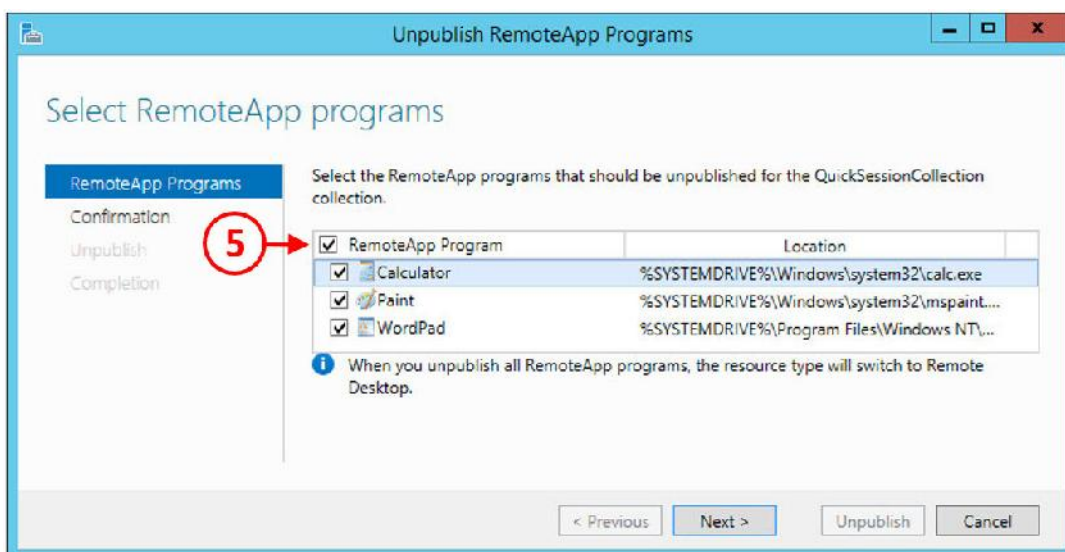 Unpublish RemoteApp Programs
Select RemoteApp programs
RemoteApp Programs
Confirmation
Unpublish
Completion
Select the RemoteApp programs that should be unpublished for the QuickSessionCollection
collection.
5
RemoteApp Program Location
Calculator %SYSTEMDRIVE%\Windows\system32\calc.exe
Paint %SYSTEMDRIVE%\Windows\system32\mspaint....
WordPad %SYSTEMDRIVE%\Program Files\Windows NT\...
When you unpublish all RemoteApp programs, the resource type will switch to Remote
Desktop.
< Previous Next > Unpublish Cancel